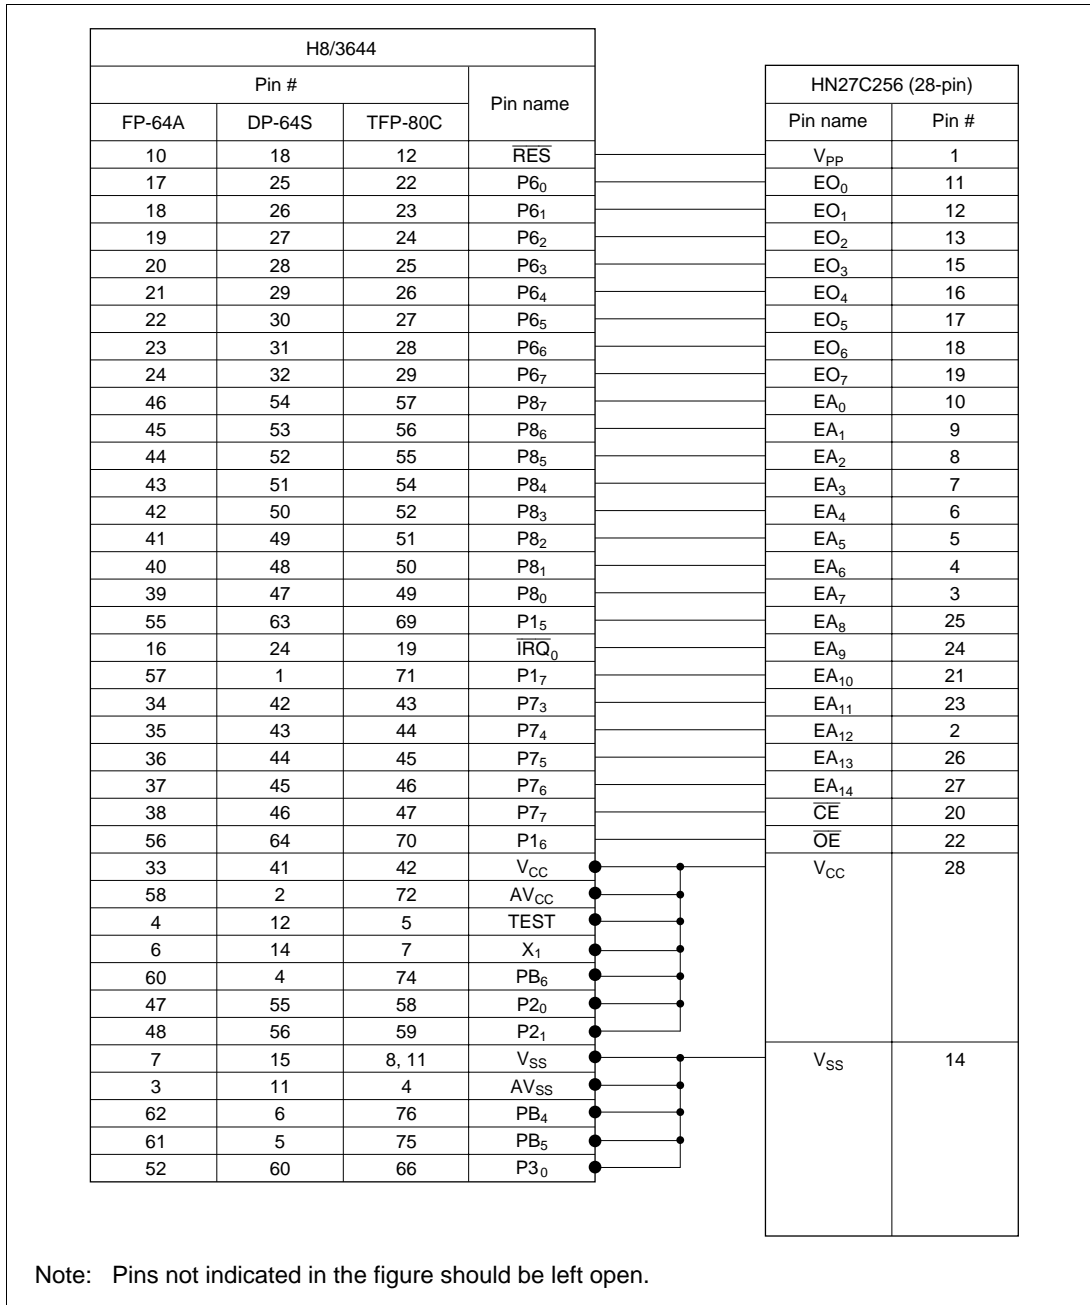 H8/3644
Pin # Pin name HN27C256 (28-pin)
FP-64A DP-64S TFP-80C Pin name Pin #
10 18 12 R̅E̅S̅ VPP 1
17 25 22 P6₀ EO₀ 11
18 26 23 P6₁ EO₁ 12
19 27 24 P6₂ EO₂ 13
20 28 25 P6₃ EO₃ 15
21 29 26 P6₄ EO₄ 16
22 30 27 P6₅ EO₅ 17
23 31 28 P6₆ EO₆ 18
24 32 29 P6₇ EO₇ 19
46 54 57 P8₇ EA₀ 10
45 53 56 P8₆ EA₁ 9
44 52 55 P8₅ EA₂ 8
43 51 54 P8₄ EA₃ 7
42 50 52 P8₃ EA₄ 6
41 49 51 P8₂ EA₅ 5
40 48 50 P8₁ EA₆ 4
39 47 49 P8₀ EA₇ 3
55 63 69 P1₅ EA₈ 25
16 24 19 I̅R̅Q̅₀ EA₉ 24
57 1 71 P1₇ EA₁₀ 21
34 42 43 P7₃ EA₁₁ 23
35 43 44 P7₄ EA₁₂ 2
36 44 45 P7₅ EA₁₃ 26
37 45 46 P7₆ EA₁₄ 27
38 46 47 P7₇ C̅E̅ 20
56 64 70 P1₆ O̅E̅ 22
33 41 42 VCC VCC 28
58 2 72 AVCC
4 12 5 TEST
6 14 7 X₁
60 4 74 PB₆
47 55 58 P2₀
48 56 59 P2₁
7 15 8, 11 VSS VSS 14
3 11 4 AVSS
62 6 76 PB₄
61 5 75 PB₅
52 60 66 P3₀
Note: Pins not indicated in the figure should be left open.